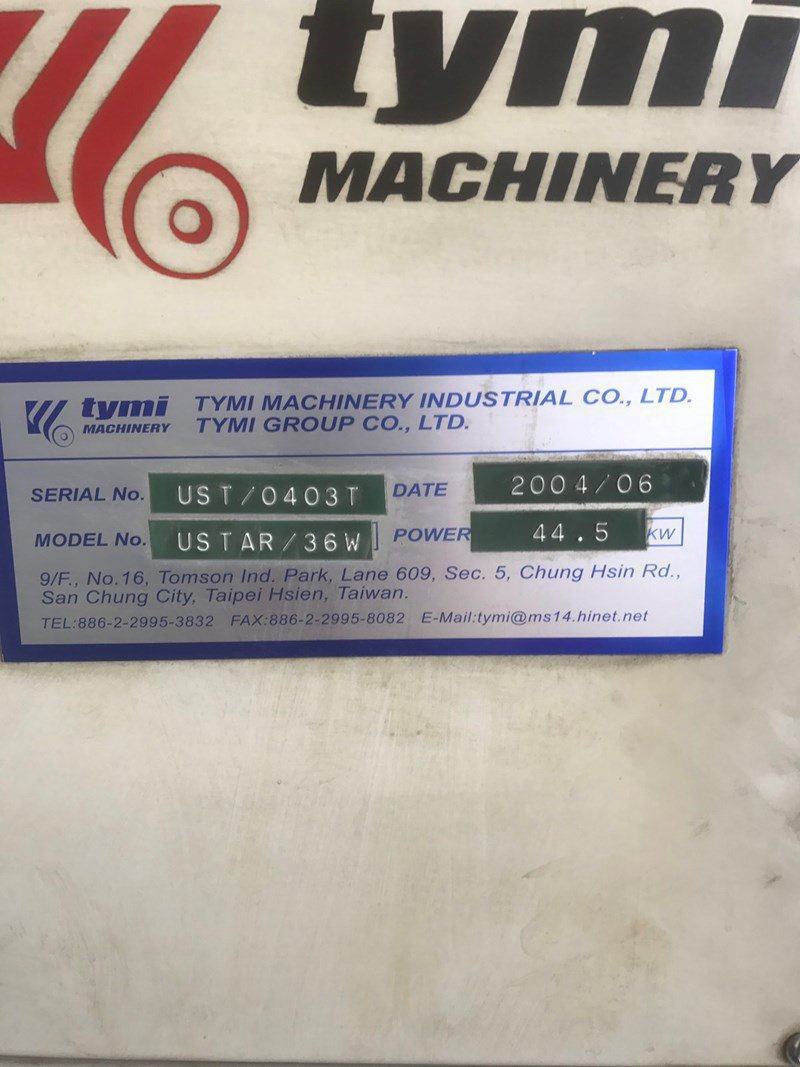 tymi
MACHINERY
tymi TYMI MACHINERY INDUSTRIAL CO., LTD.
MACHINERY TYMI GROUP CO., LTD.
SERIAL No. UST/0403T DATE 2004/06
MODEL No. USTAR/36W POWER 44.5 KW
9/F., No.16, Tomson Ind. Park, Lane 609, Sec. 5, Chung Hsin Rd.,
San Chung City, Taipei Hsien, Taiwan.
TEL:886-2-2995-3832 FAX:886-2-2995-8082 E-Mail:tymi@ms14.hinet.net